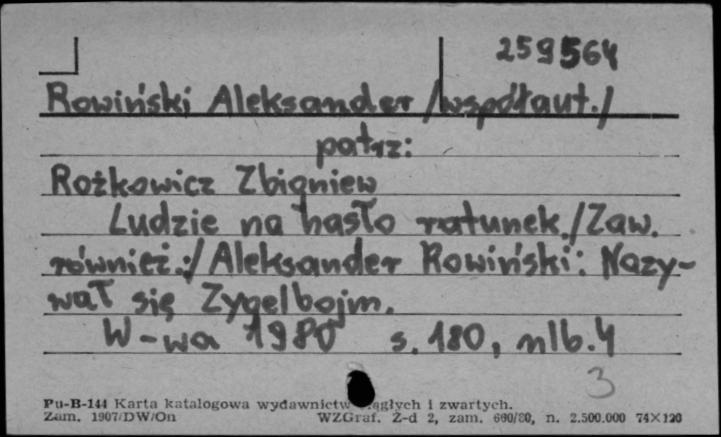 259564
Rowiński Aleksander /współaut./
patrz:
Rożkowicz Zbigniew
Ludzie na hasło ratunek./Zaw.
również:/Aleksander Rowiński: Nazy-
wał się Zygelbojm.
W-wa 1980 s. 180, nlb. 4
3
Pu-B-144 Karta katalogowa wydawnictw ciągłych i zwartych.
Zam. 1907/DW/On WZGraf. Z-d 2, zam. 660/80, n. 2.500.000 74×120